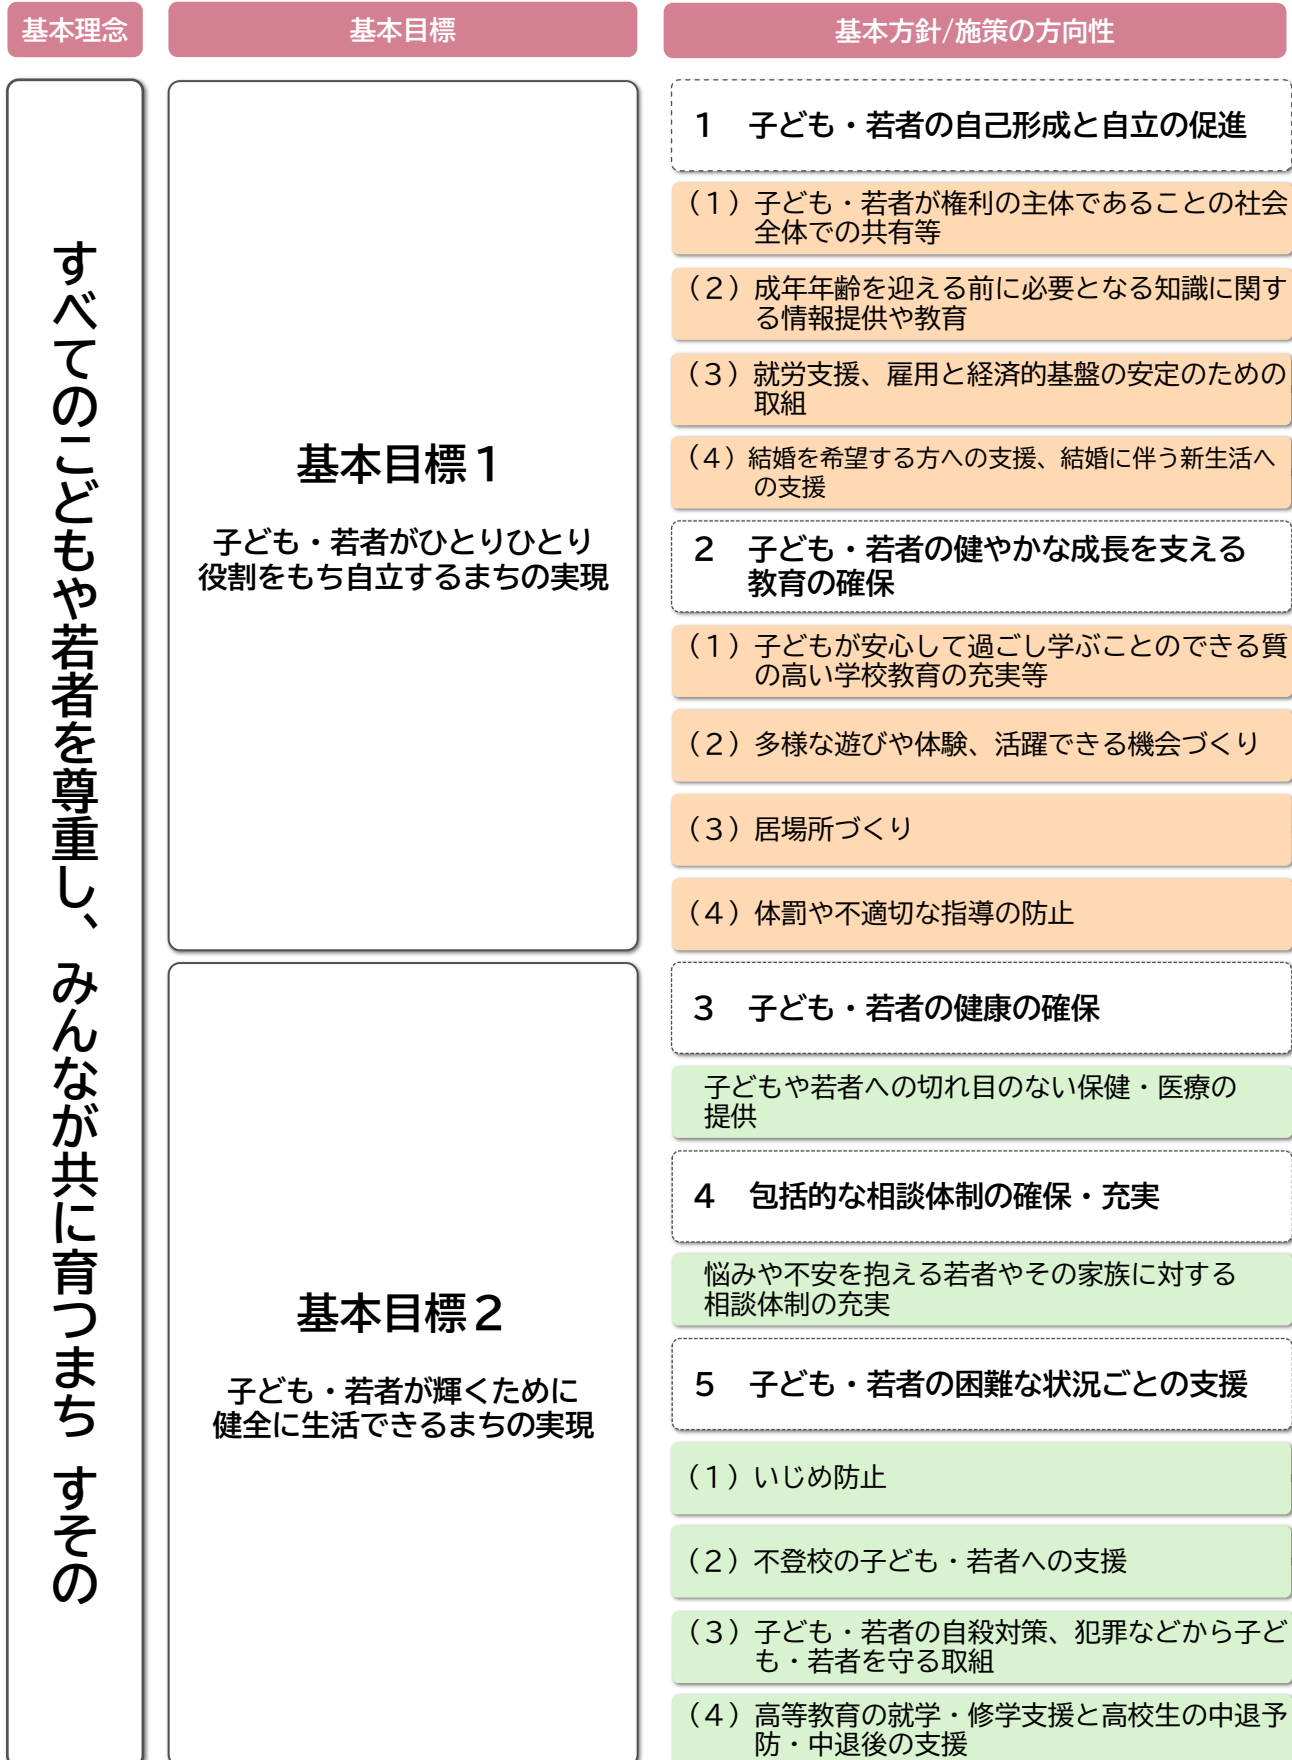 基本理念
基本目標
基本方針/施策の方向性
すべてのこどもや若者を尊重し、みんなが共に育つまち すその
基本目標１
子ども・若者がひとりひとり
役割をもち自立するまちの実現
１　子ども・若者の自己形成と自立の促進
（１）子ども・若者が権利の主体であることの社会
全体での共有等
（２）成年年齢を迎える前に必要となる知識に関す
る情報提供や教育
（３）就労支援、雇用と経済的基盤の安定のための
取組
（４）結婚を希望する方への支援、結婚に伴う新生活へ
の支援
２　子ども・若者の健やかな成長を支える
教育の確保
（１）子どもが安心して過ごし学ぶことのできる質
の高い学校教育の充実等
（２）多様な遊びや体験、活躍できる機会づくり
（３）居場所づくり
（４）体罰や不適切な指導の防止
基本目標２
子ども・若者が輝くために
健全に生活できるまちの実現
３　子ども・若者の健康の確保
子どもや若者への切れ目のない保健・医療の
提供
４　包括的な相談体制の確保・充実
悩みや不安を抱える若者やその家族に対する
相談体制の充実
５　子ども・若者の困難な状況ごとの支援
（１）いじめ防止
（２）不登校の子ども・若者への支援
（３）子ども・若者の自殺対策、犯罪などから子ど
も・若者を守る取組
（４）高等教育の就学・修学支援と高校生の中退予
防・中退後の支援